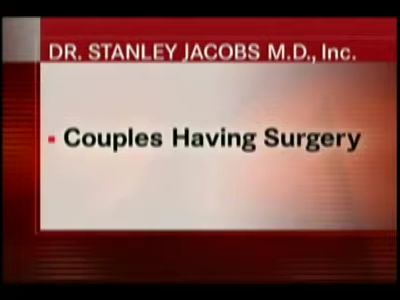 DR. STANLEY JACOBS M.D., Inc.
- Couples Having Surgery